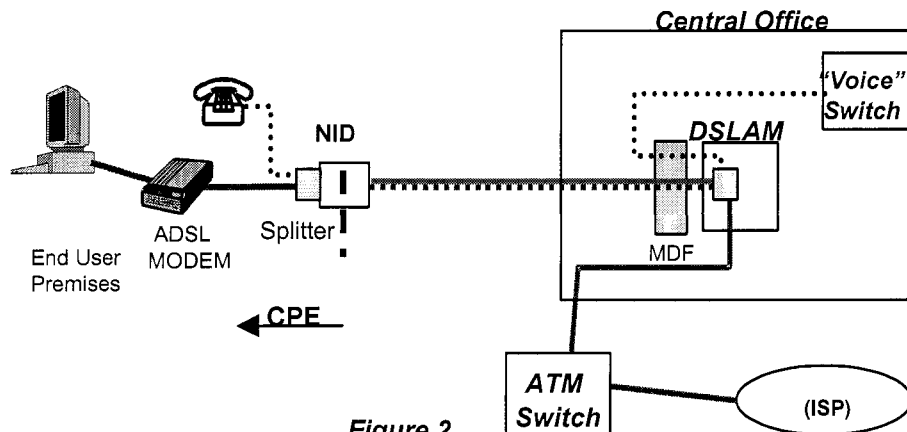 Central Office
"Voice"
Switch
NID
DSLAM
ADSL
MODEM
Splitter
End User
Premises
MDF
CPE
ATM
Switch
(ISP)
Figure 2